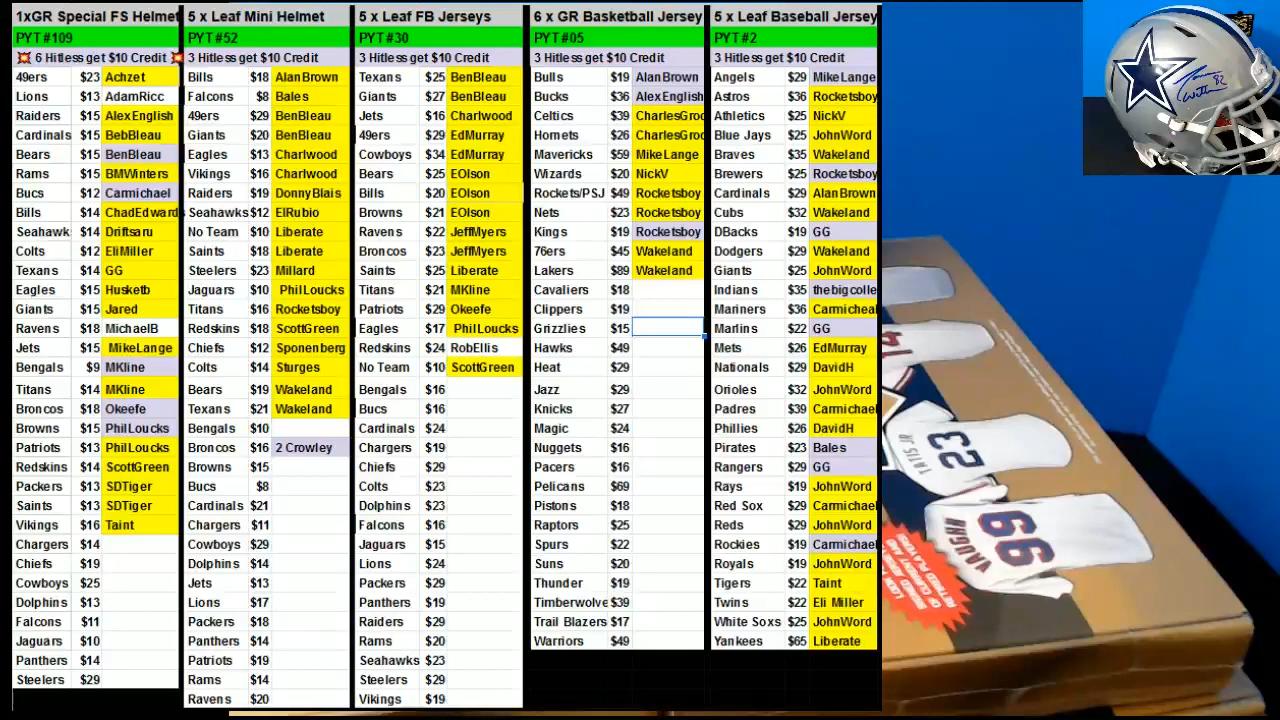 1xGR Special FS Helmet
PYT #109
💥 6 Hitless get $10 Credit 💥
49ers $23 Achzet
Lions $13 AdamRicc
Raiders $15 AlexEnglish
Cardinals $15 BebBleau
Bears $15 BenBleau
Rams $15 BMWinters
Bucs $12 Carmichael
Bills $14 ChadEdward
Seahawk $14 Driftsaru
Colts $12 EliMiller
Texans $14 GG
Eagles $15 Husketb
Giants $15 Jared
Ravens $18 MichaelB
Jets $15 MikeLange
Bengals $9 MKline
Titans $14 MKline
Broncos $18 Okeefe
Browns $15 PhilLoucks
Patriots $13 PhilLoucks
Redskins $14 ScottGreen
Packers $13 SDTiger
Saints $13 SDTiger
Vikings $16 Taint
Chargers $14
Chiefs $19
Cowboys $25
Dolphins $13
Falcons $11
Jaguars $10
Panthers $14
Steelers $29
5 x Leaf Mini Helmet
PYT #52
3 Hitless get $10 Credit
Bills $18 AlanBrown
Falcons $8 Bales
49ers $29 BenBleau
Giants $20 BenBleau
Eagles $13 Charlwood
Vikings $16 Charlwood
Raiders $19 DonnyBlais
Seahawks $12 ElRubio
No Team $10 Liberate
Saints $18 Liberate
Steelers $23 Millard
Jaguars $10 PhilLoucks
Titans $16 Rocketsboy
Redskins $18 ScottGreen
Chiefs $12 Sponenberg
Colts $14 Sturges
Bears $19 Wakeland
Texans $21 Wakeland
Bengals $10
Broncos $16 2 Crowley
Browns $15
Bucs $8
Cardinals $21
Chargers $11
Cowboys $29
Dolphins $14
Jets $13
Lions $17
Packers $18
Panthers $14
Patriots $19
Rams $14
Ravens $20
5 x Leaf FB Jerseys
PYT #30
3 Hitless get $10 Credit
Texans $25 BenBleau
Giants $27 BenBleau
Jets $16 Charlwood
49ers $29 EdMurray
Cowboys $34 EdMurray
Bears $25 EOlson
Bills $20 EOlson
Browns $21 EOlson
Ravens $22 JeffMyers
Broncos $23 JeffMyers
Saints $25 Liberate
Titans $21 MKline
Patriots $29 Okeefe
Eagles $17 PhilLoucks
Redskins $24 RobEllis
No Team $10 ScottGreen
Bengals $16
Bucs $16
Cardinals $24
Chargers $19
Chiefs $29
Colts $23
Dolphins $23
Falcons $16
Jaguars $15
Lions $24
Packers $29
Panthers $19
Raiders $29
Rams $20
Seahawks $23
Steelers $29
Vikings $19
6 x GR Basketball Jersey
PYT #05
3 Hitless get $10 Credit
Bulls $19 AlanBrown
Bucks $36 AlexEnglish
Celtics $39 CharlesGroo
Hornets $26 CharlesGroo
Mavericks $59 MikeLange
Wizards $20 NickV
Rockets/PSJ $49 Rocketsboy
Nets $23 Rocketsboy
Kings $19 Rocketsboy
76ers $45 Wakeland
Lakers $89 Wakeland
Cavaliers $18
Clippers $19
Grizzlies $15
Hawks $49
Heat $29
Jazz $29
Knicks $27
Magic $24
Nuggets $16
Pacers $16
Pelicans $69
Pistons $18
Raptors $25
Spurs $22
Suns $20
Thunder $19
Timberwolve $39
Trail Blazers $17
Warriors $49
5 x Leaf Baseball Jersey
PYT #2
3 Hitless get $10 Credit
Angels $29 MikeLange
Astros $36 Rocketsboy
Athletics $25 NickV
Blue Jays $25 JohnWord
Braves $35 Wakeland
Brewers $25 Rocketsboy
Cardinals $29 AlanBrown
Cubs $32 Wakeland
DBacks $19 GG
Dodgers $29 Wakeland
Giants $25 JohnWord
Indians $35 thebigcolle
Mariners $36 Carmichael
Marlins $22 GG
Mets $26 EdMurray
Nationals $29 DavidH
Orioles $32 JohnWord
Padres $39 Carmichael
Phillies $26 DavidH
Pirates $23 Bales
Rangers $29 GG
Rays $19 JohnWord
Red Sox $29 Carmichael
Reds $29 JohnWord
Rockies $19 Carmichael
Royals $19 JohnWord
Tigers $22 Taint
Twins $22 Eli Miller
White Soxs $25 JohnWord
Yankees $65 Liberate
TATIS JR
23
VAUGHN
99